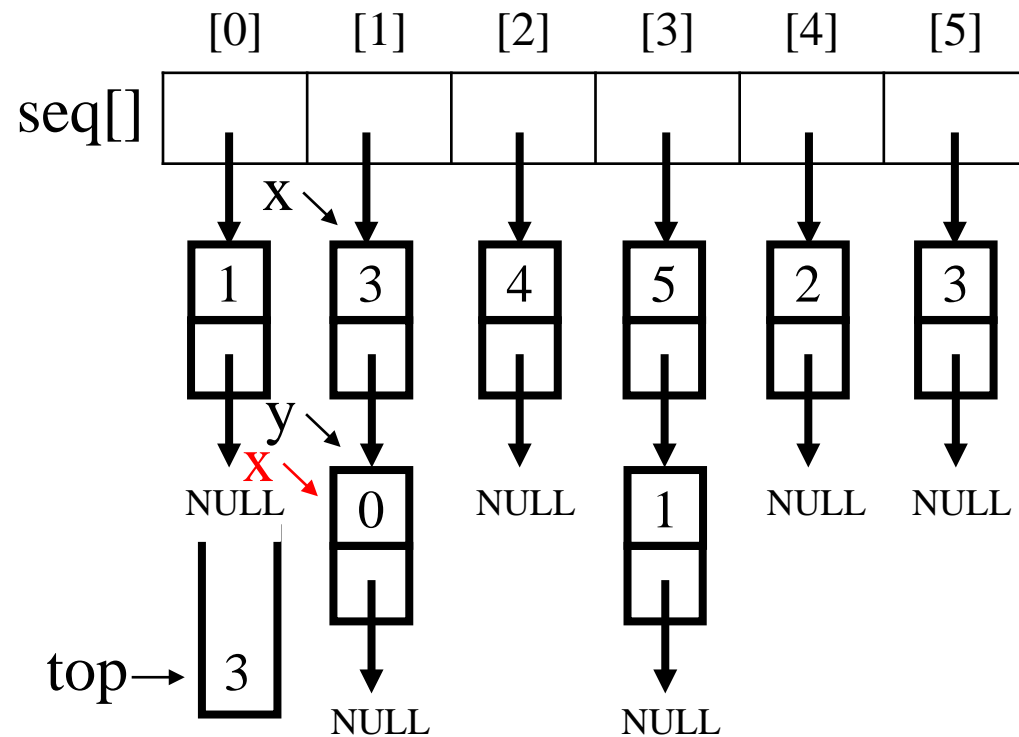 [0] [1] [2] [3] [4] [5]
seq[]
x
1 3 4 5 2 3
y
x
NULL NULL NULL NULL
0 1
top 3
NULL NULL